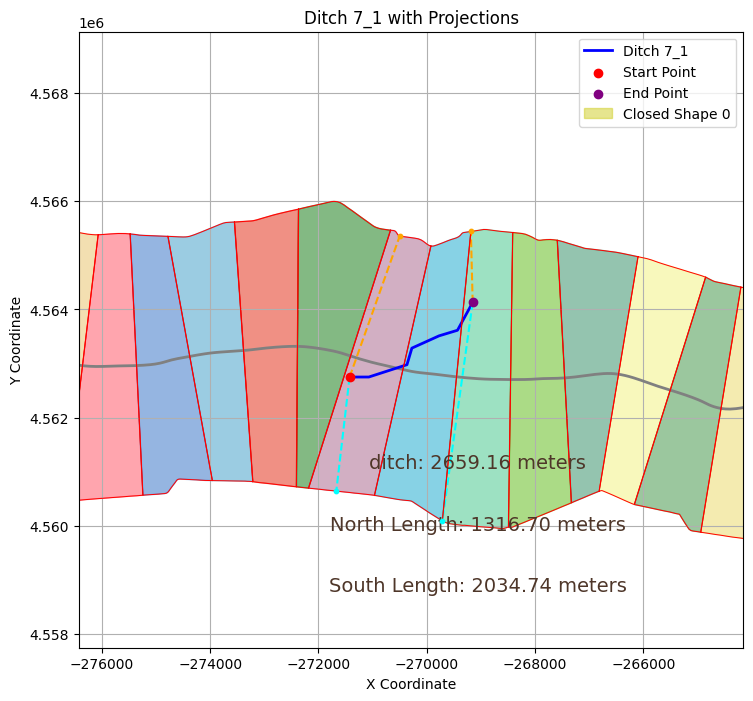 Ditch 7_1 with Projections
1e6
Ditch 7_1
Start Point
End Point
Closed Shape 0
4.568
4.566
4.564
4.562
4.560
4.558
Y Coordinate
ditch: 2659.16 meters
North Length: 1316.70 meters
South Length: 2034.74 meters
−276000 −274000 −272000 −270000 −268000 −266000
X Coordinate